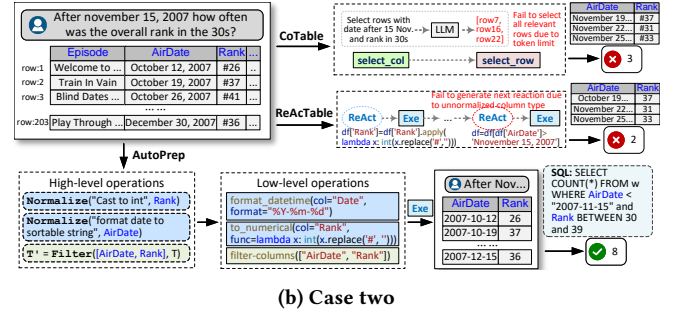 After november 15, 2007 how often
was the overall rank in the 30s?
Episode AirDate Rank ...
row:1 Welcome to ... October 12, 2007 #26 ..
row:2 Train In Vain October 19, 2007 #37 ..
row:3 Blind Dates ... October 26, 2007 #41 ..
... ...
row:203 Play Through ... December 30, 2007 #36 ...
CoTable
Select rows with
date after 15 Nov.
and rank in 30s
LLM
[row7,
row16,
row22]
Fail to select
all relevant
rows due to
token limit
select_col
select_row
AirDate Rank
November 19... #37
November 22... #31
November 25... #33
3
ReAcTable
Fail to generate next reaction due to
unnormalized column type
ReAct
Exe
ReAct
Exe
df['Rank']=df['Rank'].apply(
lambda x: int(x.replace('#','')))
df=df[df['AirDate']>
'Nnovember 15, 2007']
AirDate Rank
October 19... 37
November 22... 31
November 25... 33
2
AutoPrep
High-level operations
Normalize("Cast to int", Rank)
Normalize("format date to
sortable string", AirDate)
T' = Filter([AirDate, Rank], T)
Low-level operations
format_datetime(col="Date",
format="%Y-%m-%d")
to_numerical(col="Rank",
func=lambda x: int(x.replace('#', '')))
filter-columns(["AirDate", "Rank"])
Exe
After Nov...
AirDate Rank
2007-10-12 26
2007-10-19 37
... ...
2007-12-15 36
SQL: SELECT
COUNT(*) FROM w
WHERE AirDate <
"2007-11-15" and
Rank BETWEEN 30
and 39
8
(b) Case two